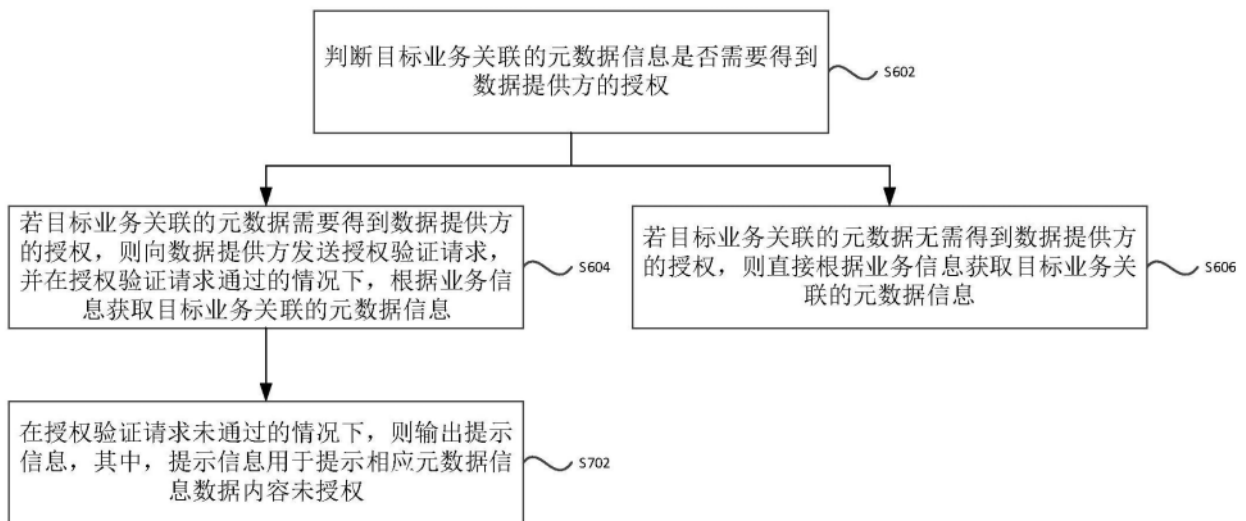 判断目标业务关联的元数据信息是否需要得到
数据提供方的授权
S602
若目标业务关联的元数据需要得到数据提供方
的授权，则向数据提供方发送授权验证请求，
并在授权验证请求通过的情况下，根据业务信
息获取目标业务关联的元数据信息
S604
若目标业务关联的元数据无需得到数据提供方
的授权，则直接根据业务信息获取目标业务关
联的元数据信息
S606
在授权验证请求未通过的情况下，则输出提示
信息，其中，提示信息用于提示相应元数据信
息数据内容未授权
S702